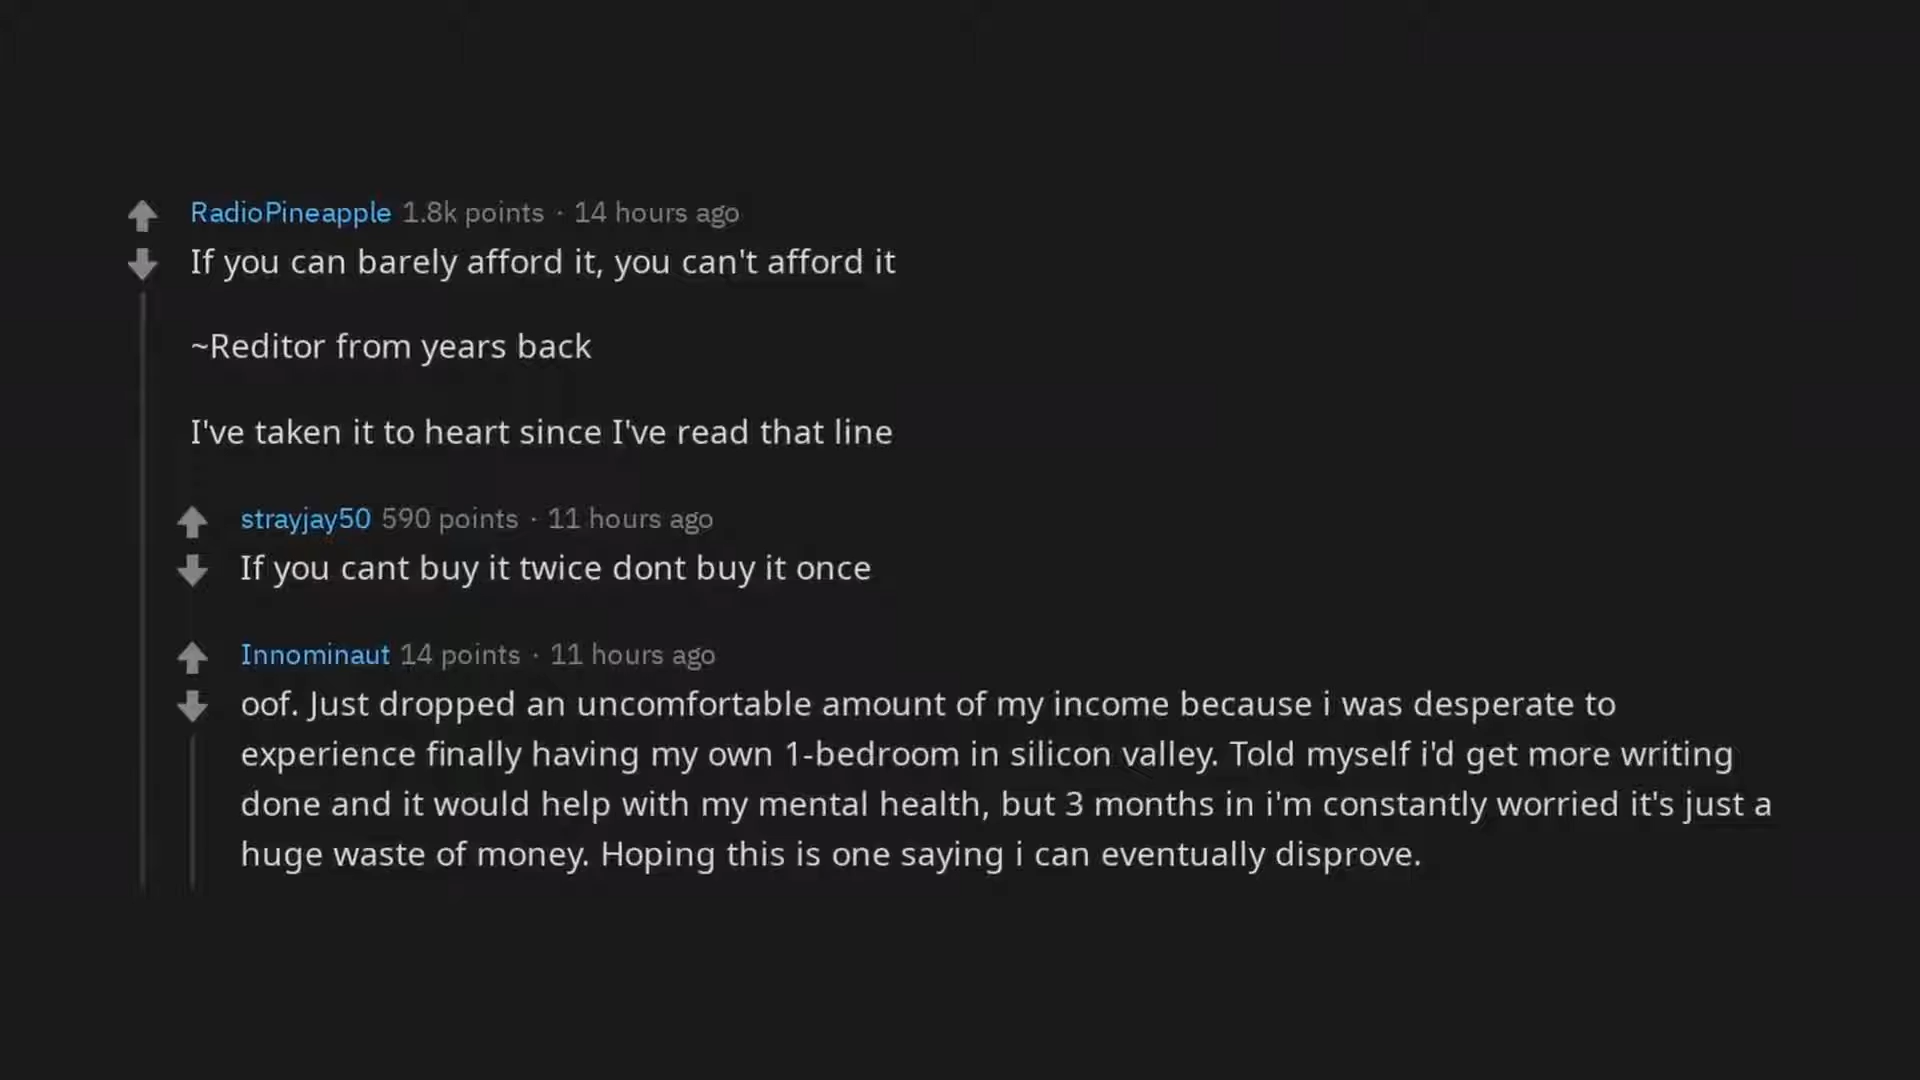 RadioPineapple 1.8k points · 14 hours ago
If you can barely afford it, you can't afford it
~Reditor from years back
I've taken it to heart since I've read that line
strayjay50 590 points · 11 hours ago
If you cant buy it twice dont buy it once
Innominaut 14 points · 11 hours ago
oof. Just dropped an uncomfortable amount of my income because i was desperate to
experience finally having my own 1-bedroom in silicon valley. Told myself i'd get more writing
done and it would help with my mental health, but 3 months in i'm constantly worried it's just a
huge waste of money. Hoping this is one saying i can eventually disprove.